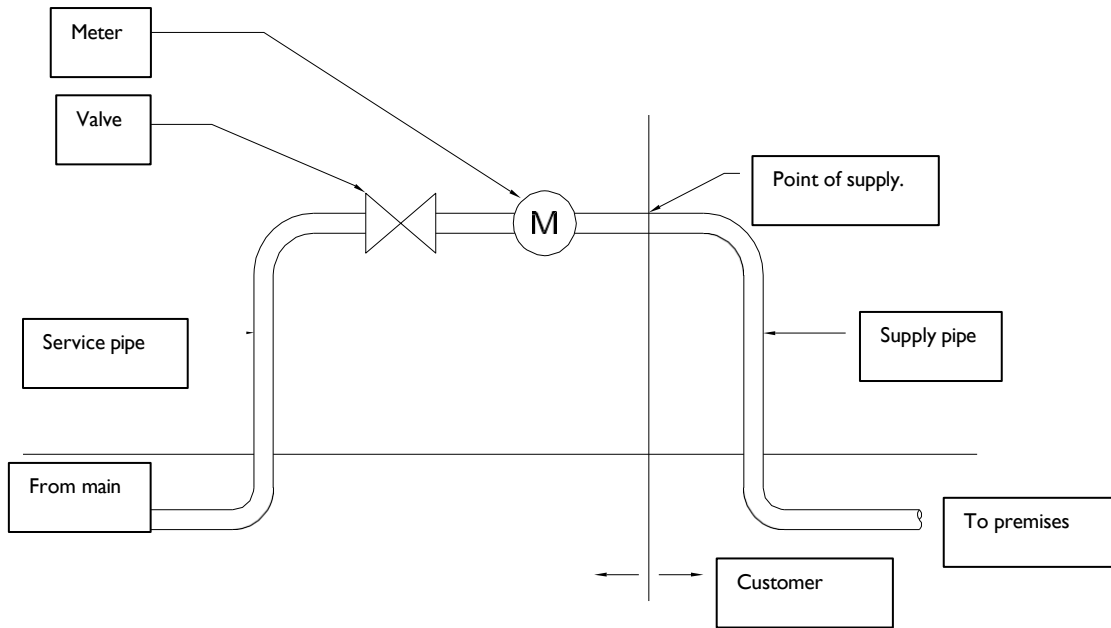 Meter
Valve
Point of supply.
M
Service pipe
Supply pipe
From main
To premises
Customer